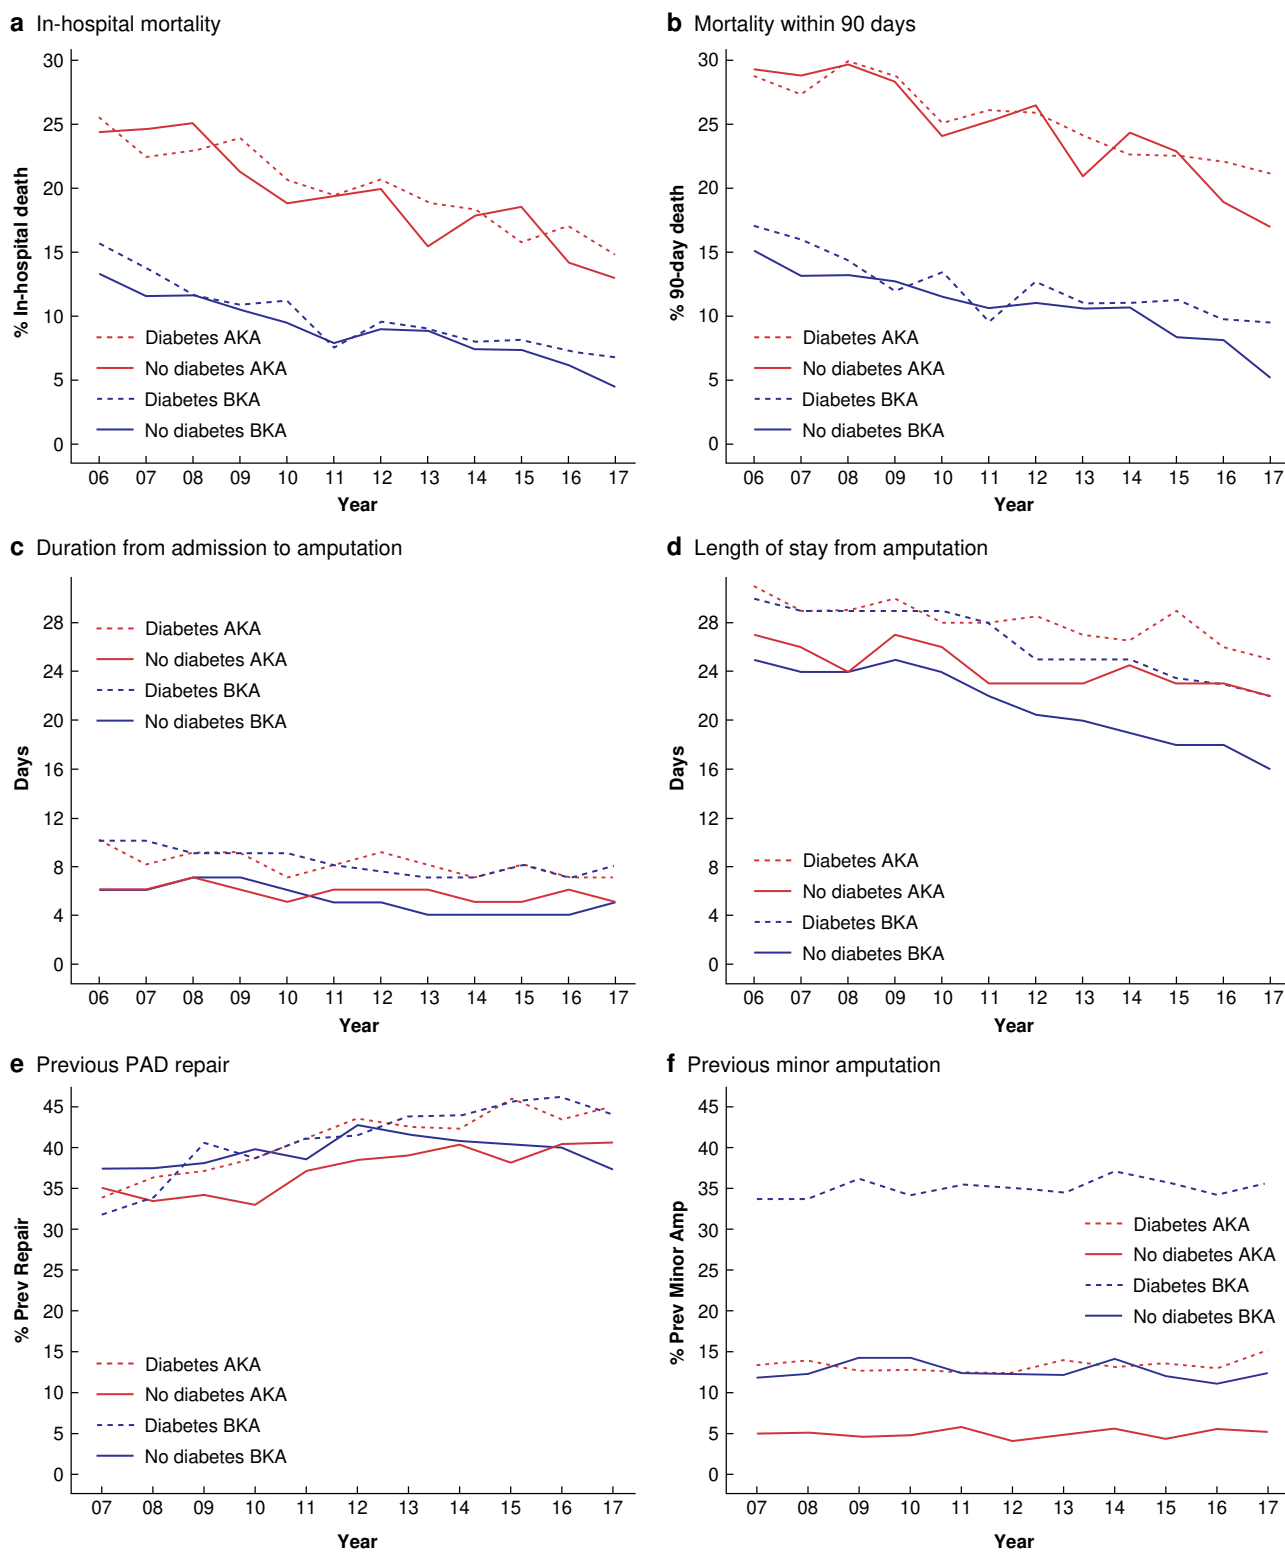 a In-hospital mortality
30
25
20
15
10
5
0
% In-hospital death
Diabetes AKA
No diabetes AKA
Diabetes BKA
No diabetes BKA
06 07 08 09 10 11 12 13 14 15 16 17
Year
b Mortality within 90 days
30
25
20
15
10
5
0
% 90-day death
Diabetes AKA
No diabetes AKA
Diabetes BKA
No diabetes BKA
06 07 08 09 10 11 12 13 14 15 16 17
Year
c Duration from admission to amputation
28
24
20
16
12
8
4
0
Days
Diabetes AKA
No diabetes AKA
Diabetes BKA
No diabetes BKA
06 07 08 09 10 11 12 13 14 15 16 17
Year
d Length of stay from amputation
28
24
20
16
12
8
4
0
Days
Diabetes AKA
No diabetes AKA
Diabetes BKA
No diabetes BKA
06 07 08 09 10 11 12 13 14 15 16 17
Year
e Previous PAD repair
45
40
35
30
25
20
15
10
5
0
% Prev Repair
Diabetes AKA
No diabetes AKA
Diabetes BKA
No diabetes BKA
07 08 09 10 11 12 13 14 15 16 17
Year
f Previous minor amputation
45
40
35
30
25
20
15
10
5
0
% Prev Minor Amp
Diabetes AKA
No diabetes AKA
Diabetes BKA
No diabetes BKA
07 08 09 10 11 12 13 14 15 16 17
Year